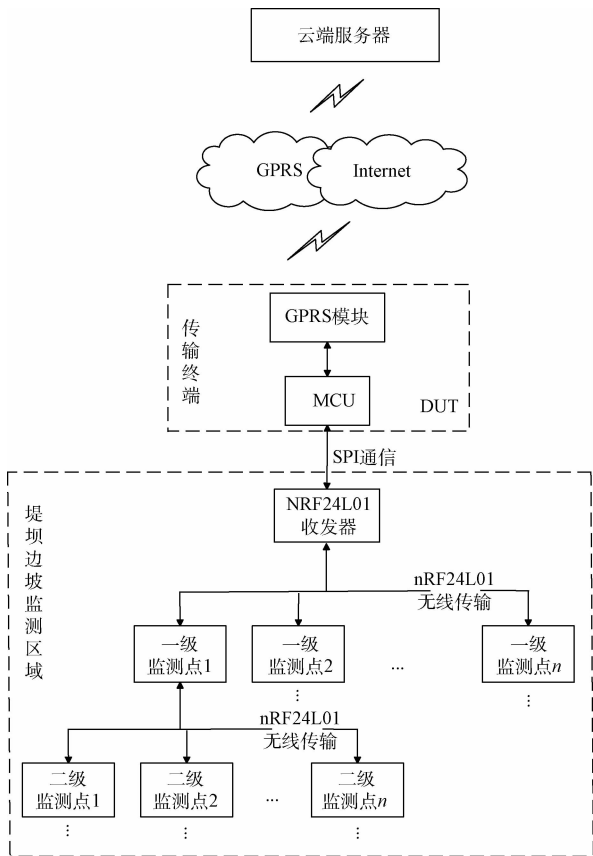 云端服务器
GPRS
Internet
传输终端
GPRS模块
MCU
DUT
SPI通信
堤坝边坡监测区域
NRF24L01
收发器
nRF24L01
无线传输
一级
监测点1
一级
监测点2
...
一级
监测点n
...
...
nRF24L01
无线传输
二级
监测点1
二级
监测点2
...
二级
监测点n
...
...
...